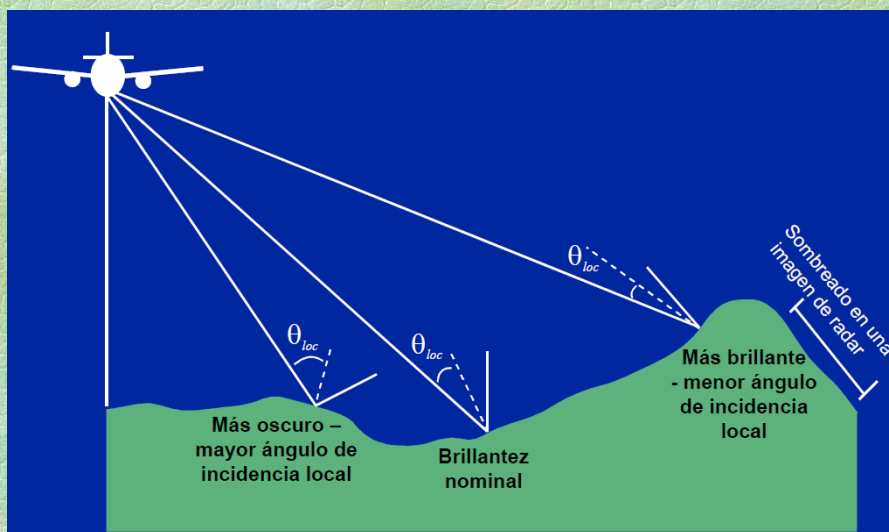 θloc
θloc
θloc
Sombreado en una
imagen de radar
Más oscuro –
mayor ángulo de
incidencia local
Brillantez
nominal
Más brillante
- menor ángulo
de incidencia
local